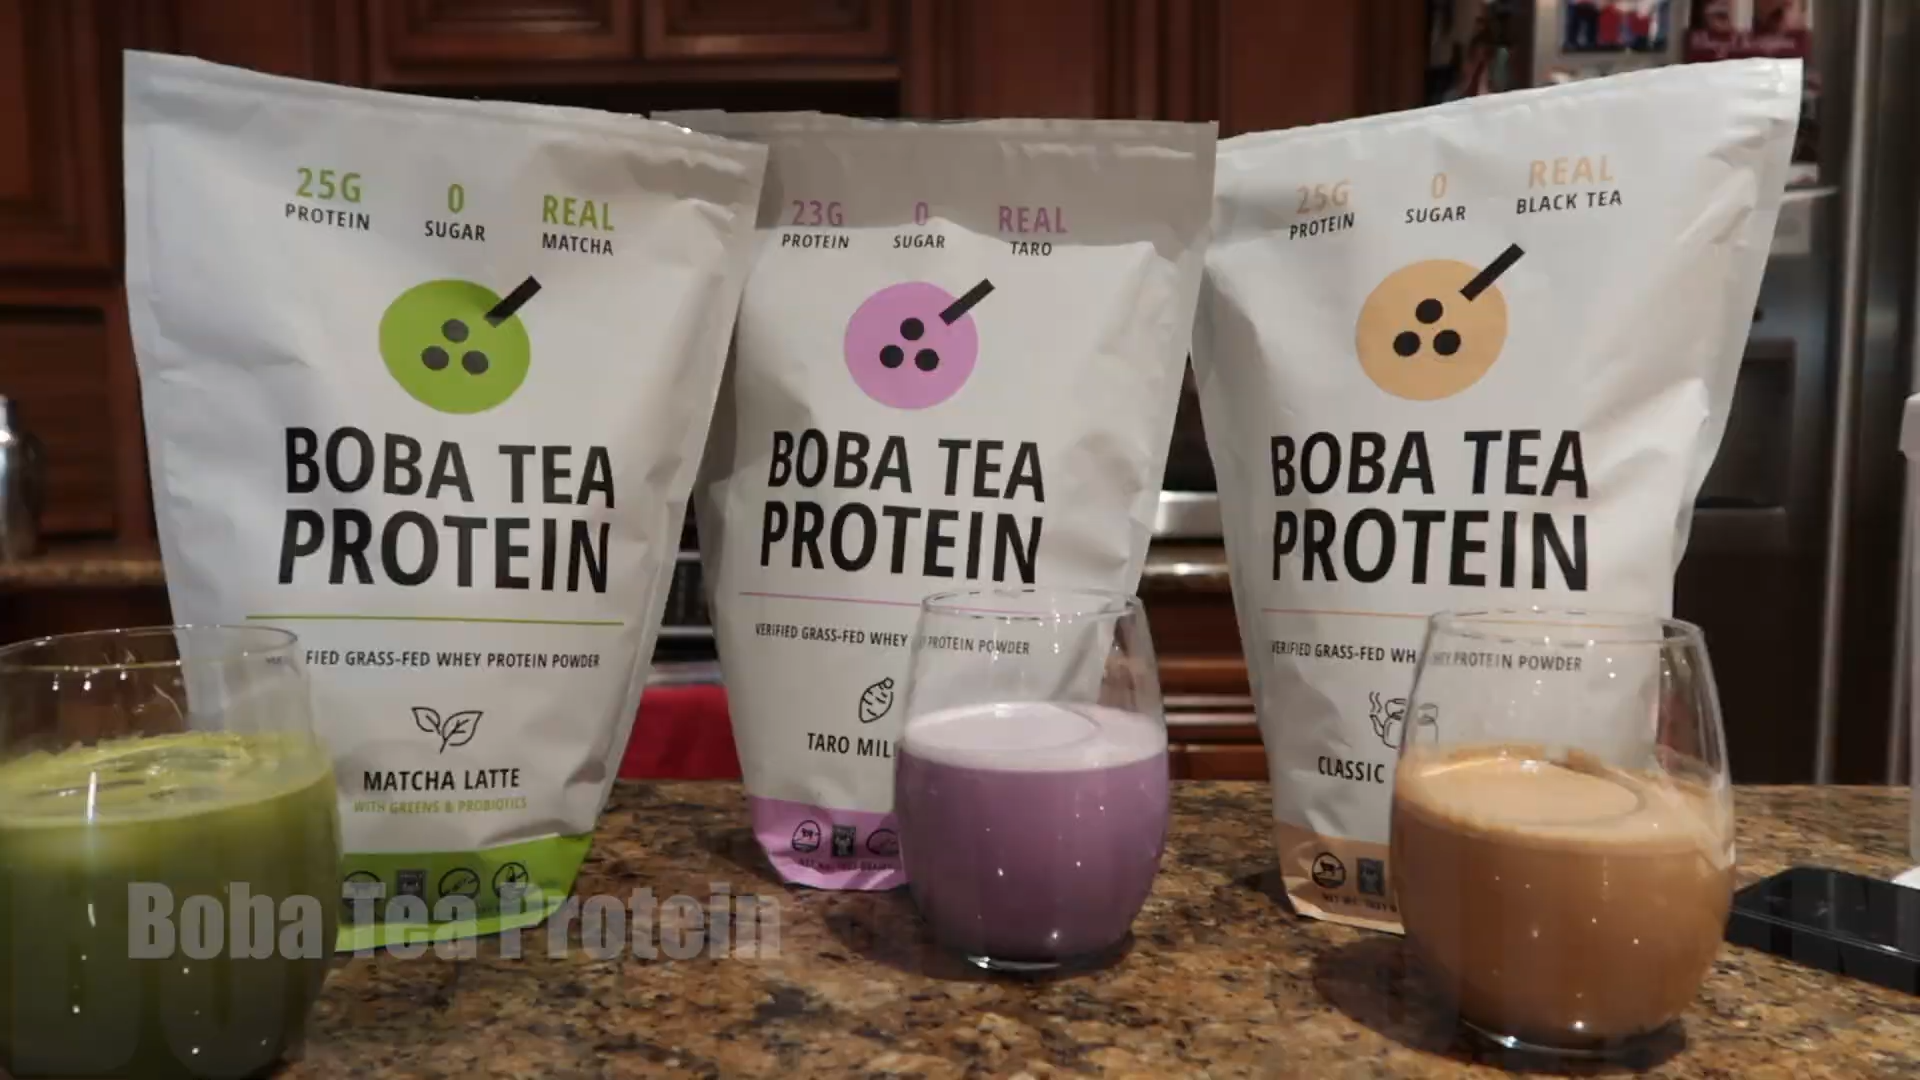 25G
PROTEIN
0
SUGAR
REAL
MATCHA
BOBA TEA
PROTEIN
FIED GRASS-FED WHEY PROTEIN POWDER
MATCHA LATTE
WITH GREENS & PROBIOTICS
23G
PROTEIN
0
SUGAR
REAL
TARO
BOBA TEA
PROTEIN
VERIFIED GRASS-FED WHEY PROTEIN POWDER
TARO MIL
25G
PROTEIN
0
SUGAR
REAL
BLACK TEA
BOBA TEA
PROTEIN
VERIFIED GRASS-FED WH HEY PROTEIN POWDER
CLASSIC
Boba Tea Protein